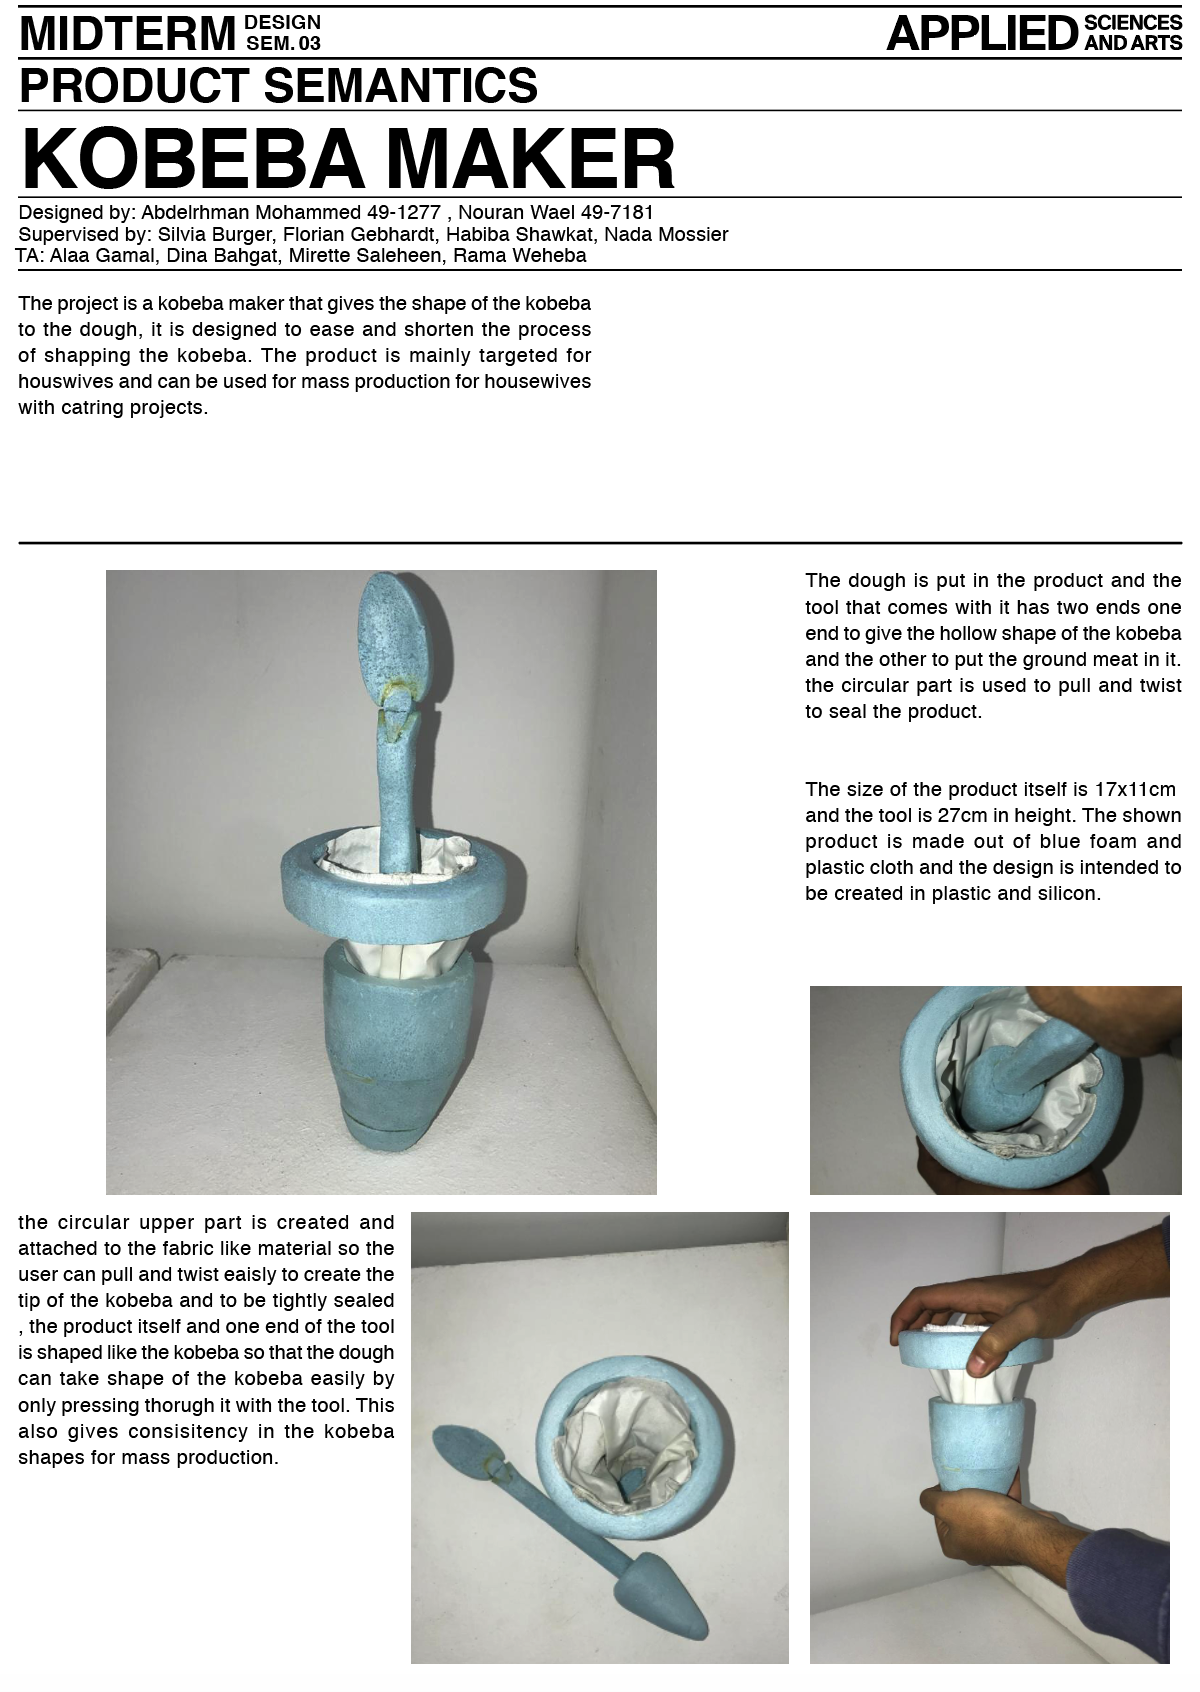 MIDTERM DESIGN SEM. 03
APPLIED SCIENCES AND ARTS
PRODUCT SEMANTICS
KOBEBA MAKER
Designed by: Abdelrhman Mohammed 49-1277 , Nouran Wael 49-7181
Supervised by: Silvia Burger, Florian Gebhardt, Habiba Shawkat, Nada Mossier
TA: Alaa Gamal, Dina Bahgat, Mirette Saleheen, Rama Weheba
The project is a kobeba maker that gives the shape of the kobeba
to the dough, it is designed to ease and shorten the process
of shapping the kobeba. The product is mainly targeted for
houswives and can be used for mass production for housewives
with catring projects.
The dough is put in the product and the
tool that comes with it has two ends one
end to give the hollow shape of the kobeba
and the other to put the ground meat in it.
the circular part is used to pull and twist
to seal the product.
The size of the product itself is 17x11cm
and the tool is 27cm in height. The shown
product is made out of blue foam and
plastic cloth and the design is intended to
be created in plastic and silicon.
the circular upper part is created and
attached to the fabric like material so the
user can pull and twist eaisly to create the
tip of the kobeba and to be tightly sealed
, the product itself and one end of the tool
is shaped like the kobeba so that the dough
can take shape of the kobeba easily by
only pressing thorugh it with the tool. This
also gives consisitency in the kobeba
shapes for mass production.